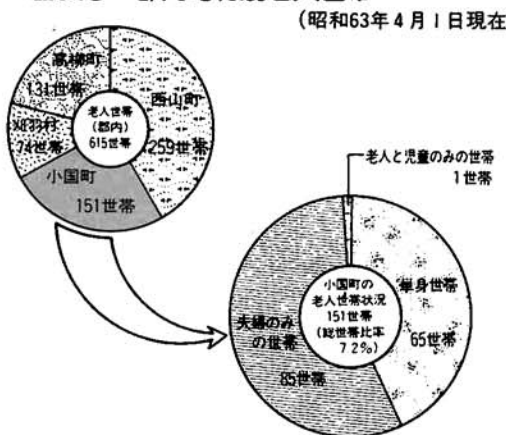 (昭和63年4月1日現在
高柳町
131世帯
西山町
259世帯
刈羽村
74世帯
老人世帯
(郡内)
615世帯
小国町
151世帯
老人と児童のみの世帯
1世帯
単身世帯
65世帯
小国町の
老人世帯状況
151世帯
(総世帯比率
7.2%)
夫婦のみ
の世帯
85世帯